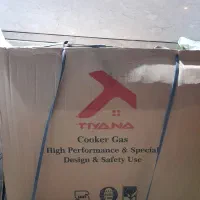 TIYANA
Cooker Gas
High Performance & Special
Design & Safety Use